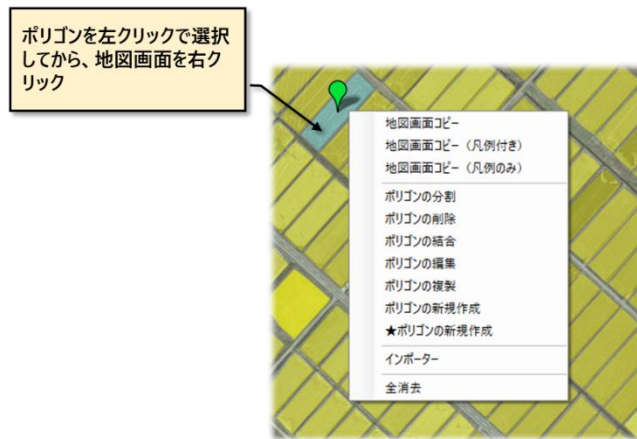 ポリゴンを左クリックで選択
してから、地図画面を右ク
リック
地図画面コピー
地図画面コピー（凡例付き）
地図画面コピー（凡例のみ）
ポリゴンの分割
ポリゴンの削除
ポリゴンの結合
ポリゴンの編集
ポリゴンの複製
ポリゴンの新規作成
★ポリゴンの新規作成
インポーター
全消去